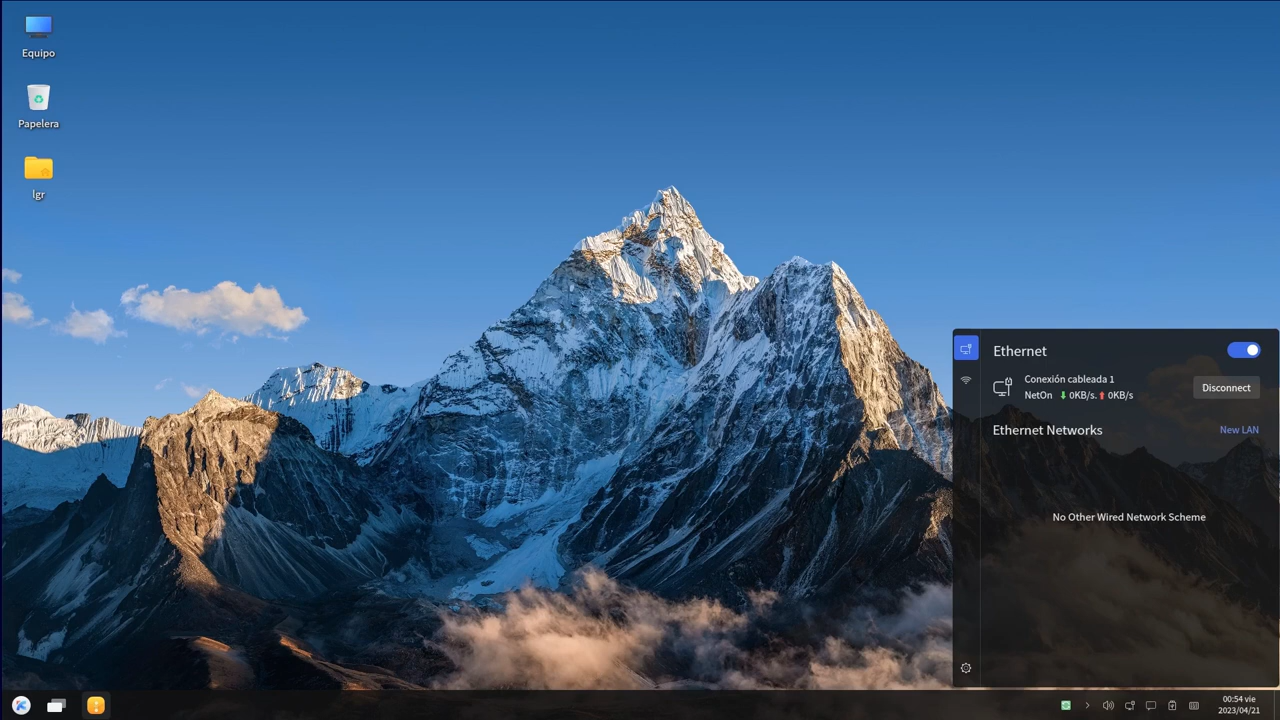 Equipo
Papelera
lgr
Ethernet
Conexión cableada 1
NetOn 0KB/s. 0KB/s
Disconnect
Ethernet Networks
New LAN
No Other Wired Network Scheme
00:54 vie
2023/04/21